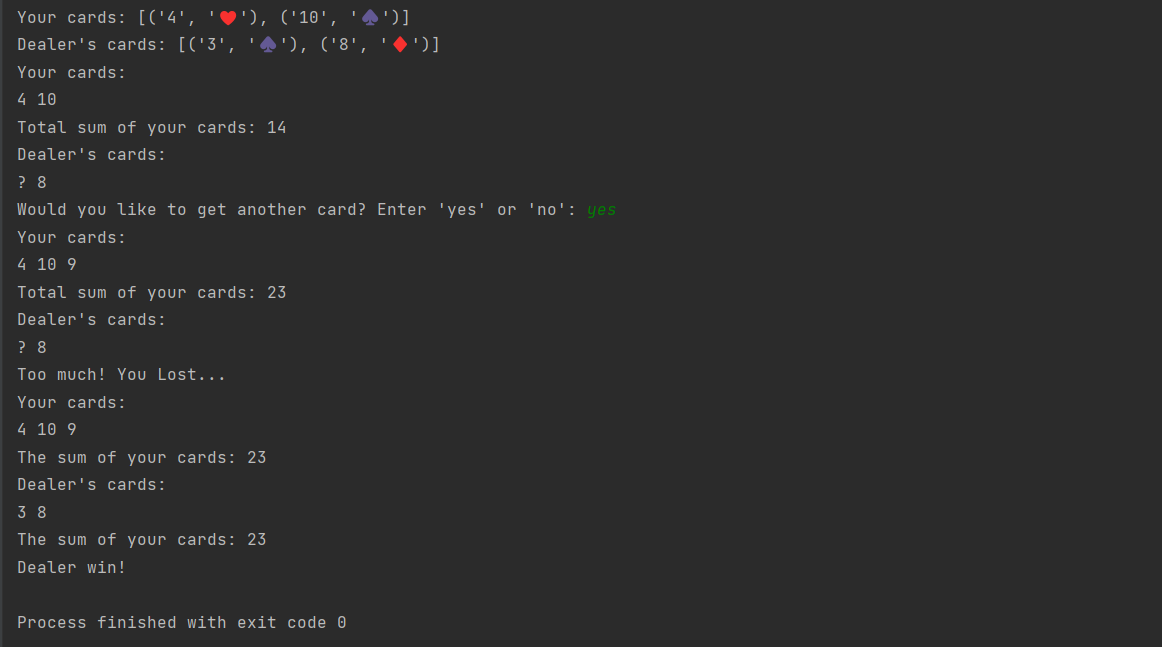 Your cards: [('4', '♥'), ('10', '♠')]
Dealer's cards: [('3', '♠'), ('8', '♦')]
Your cards:
4 10
Total sum of your cards: 14
Dealer's cards:
? 8
Would you like to get another card? Enter 'yes' or 'no': yes
Your cards:
4 10 9
Total sum of your cards: 23
Dealer's cards:
? 8
Too much! You Lost...
Your cards:
4 10 9
The sum of your cards: 23
Dealer's cards:
3 8
The sum of your cards: 23
Dealer win!
Process finished with exit code 0